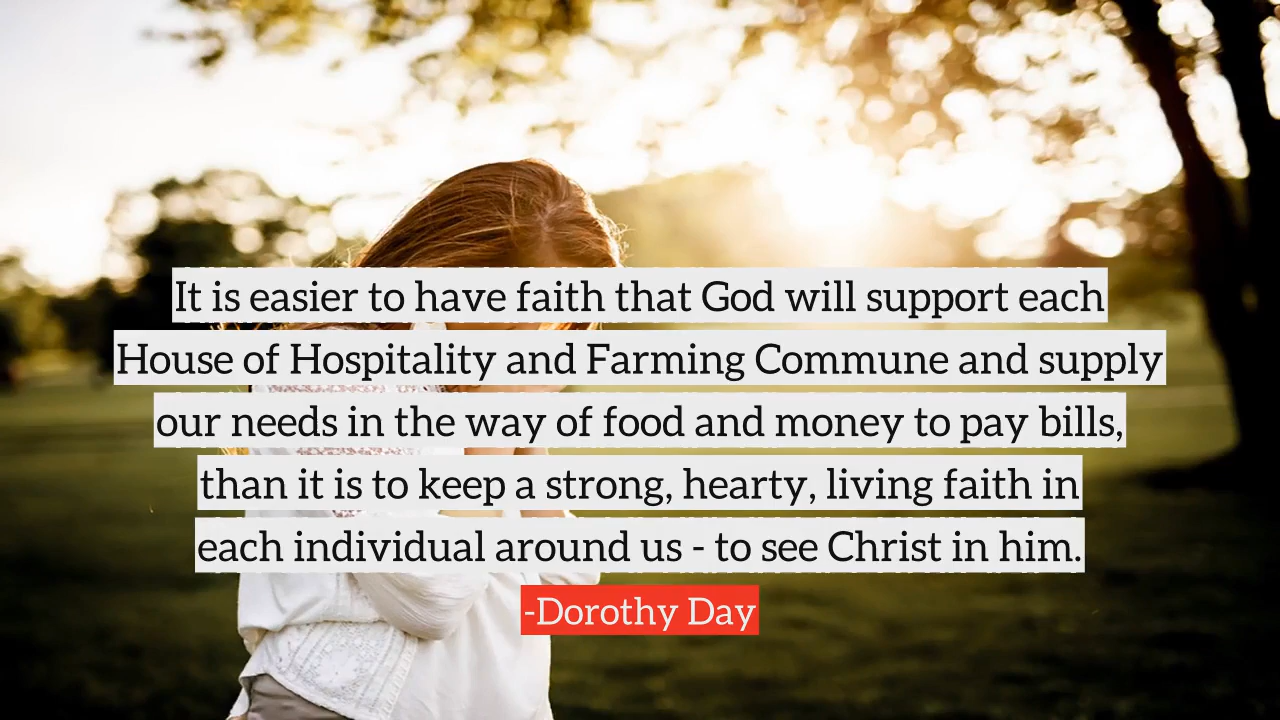 It is easier to have faith that God will support each
House of Hospitality and Farming Commune and supply
our needs in the way of food and money to pay bills,
than it is to keep a strong, hearty, living faith in
each individual around us - to see Christ in him.
-Dorothy Day